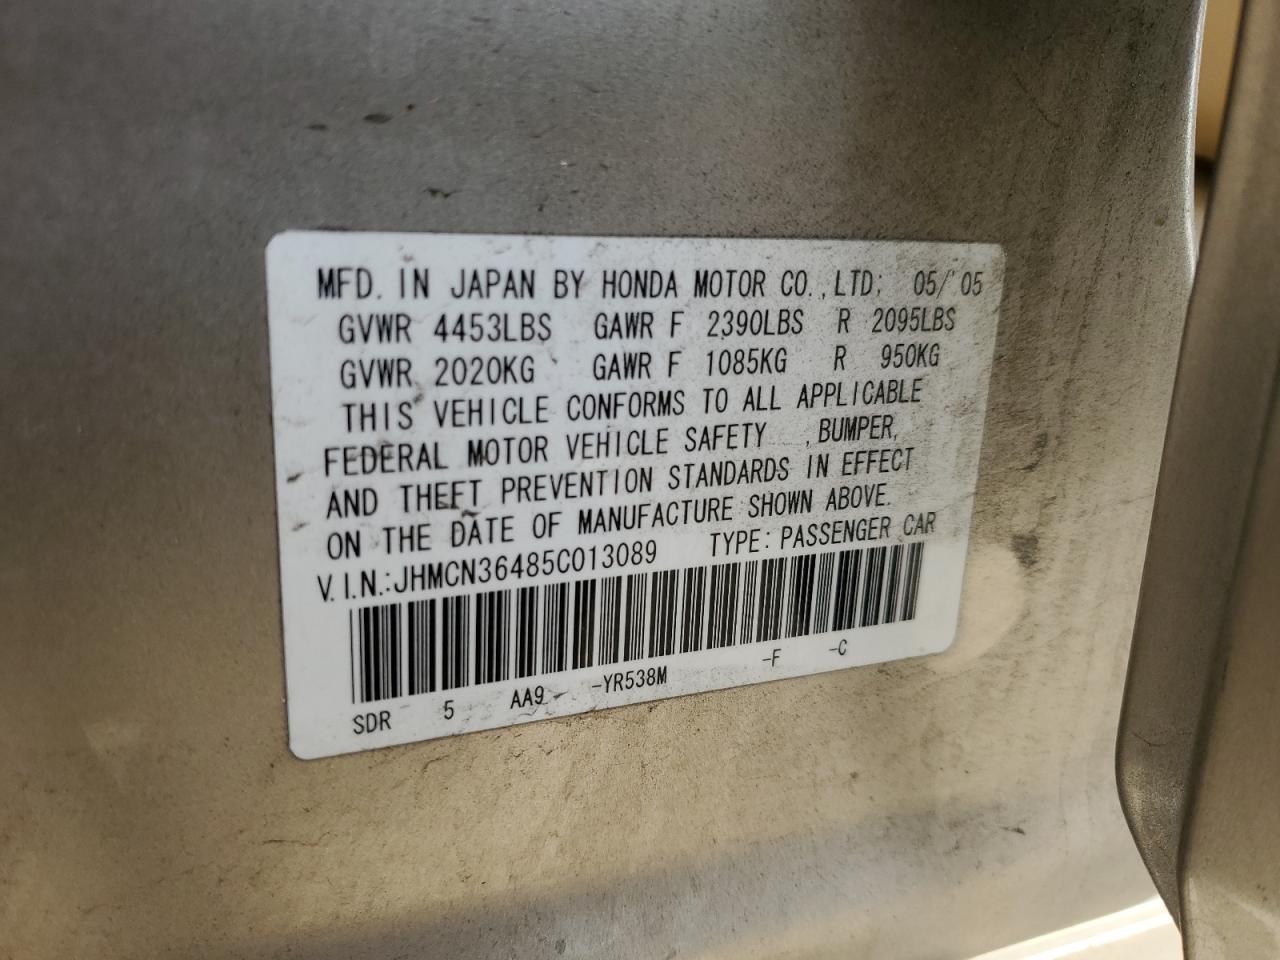 MFD. IN JAPAN BY HONDA MOTOR CO.,LTD; 05/'05
GVWR 4453LBS GAWR F 2390LBS R 2095LBS
GVWR 2020KG GAWR F 1085KG R 950KG
THIS VEHICLE CONFORMS TO ALL APPLICABLE
FEDERAL MOTOR VEHICLE SAFETY ,BUMPER,
AND THEFT PREVENTION STANDARDS IN EFFECT
ON THE DATE OF MANUFACTURE SHOWN ABOVE.
V.I.N.:JHMCN36485C013089 TYPE:PASSENGER CAR
SDR 5 AA9 -YR538M -F -C